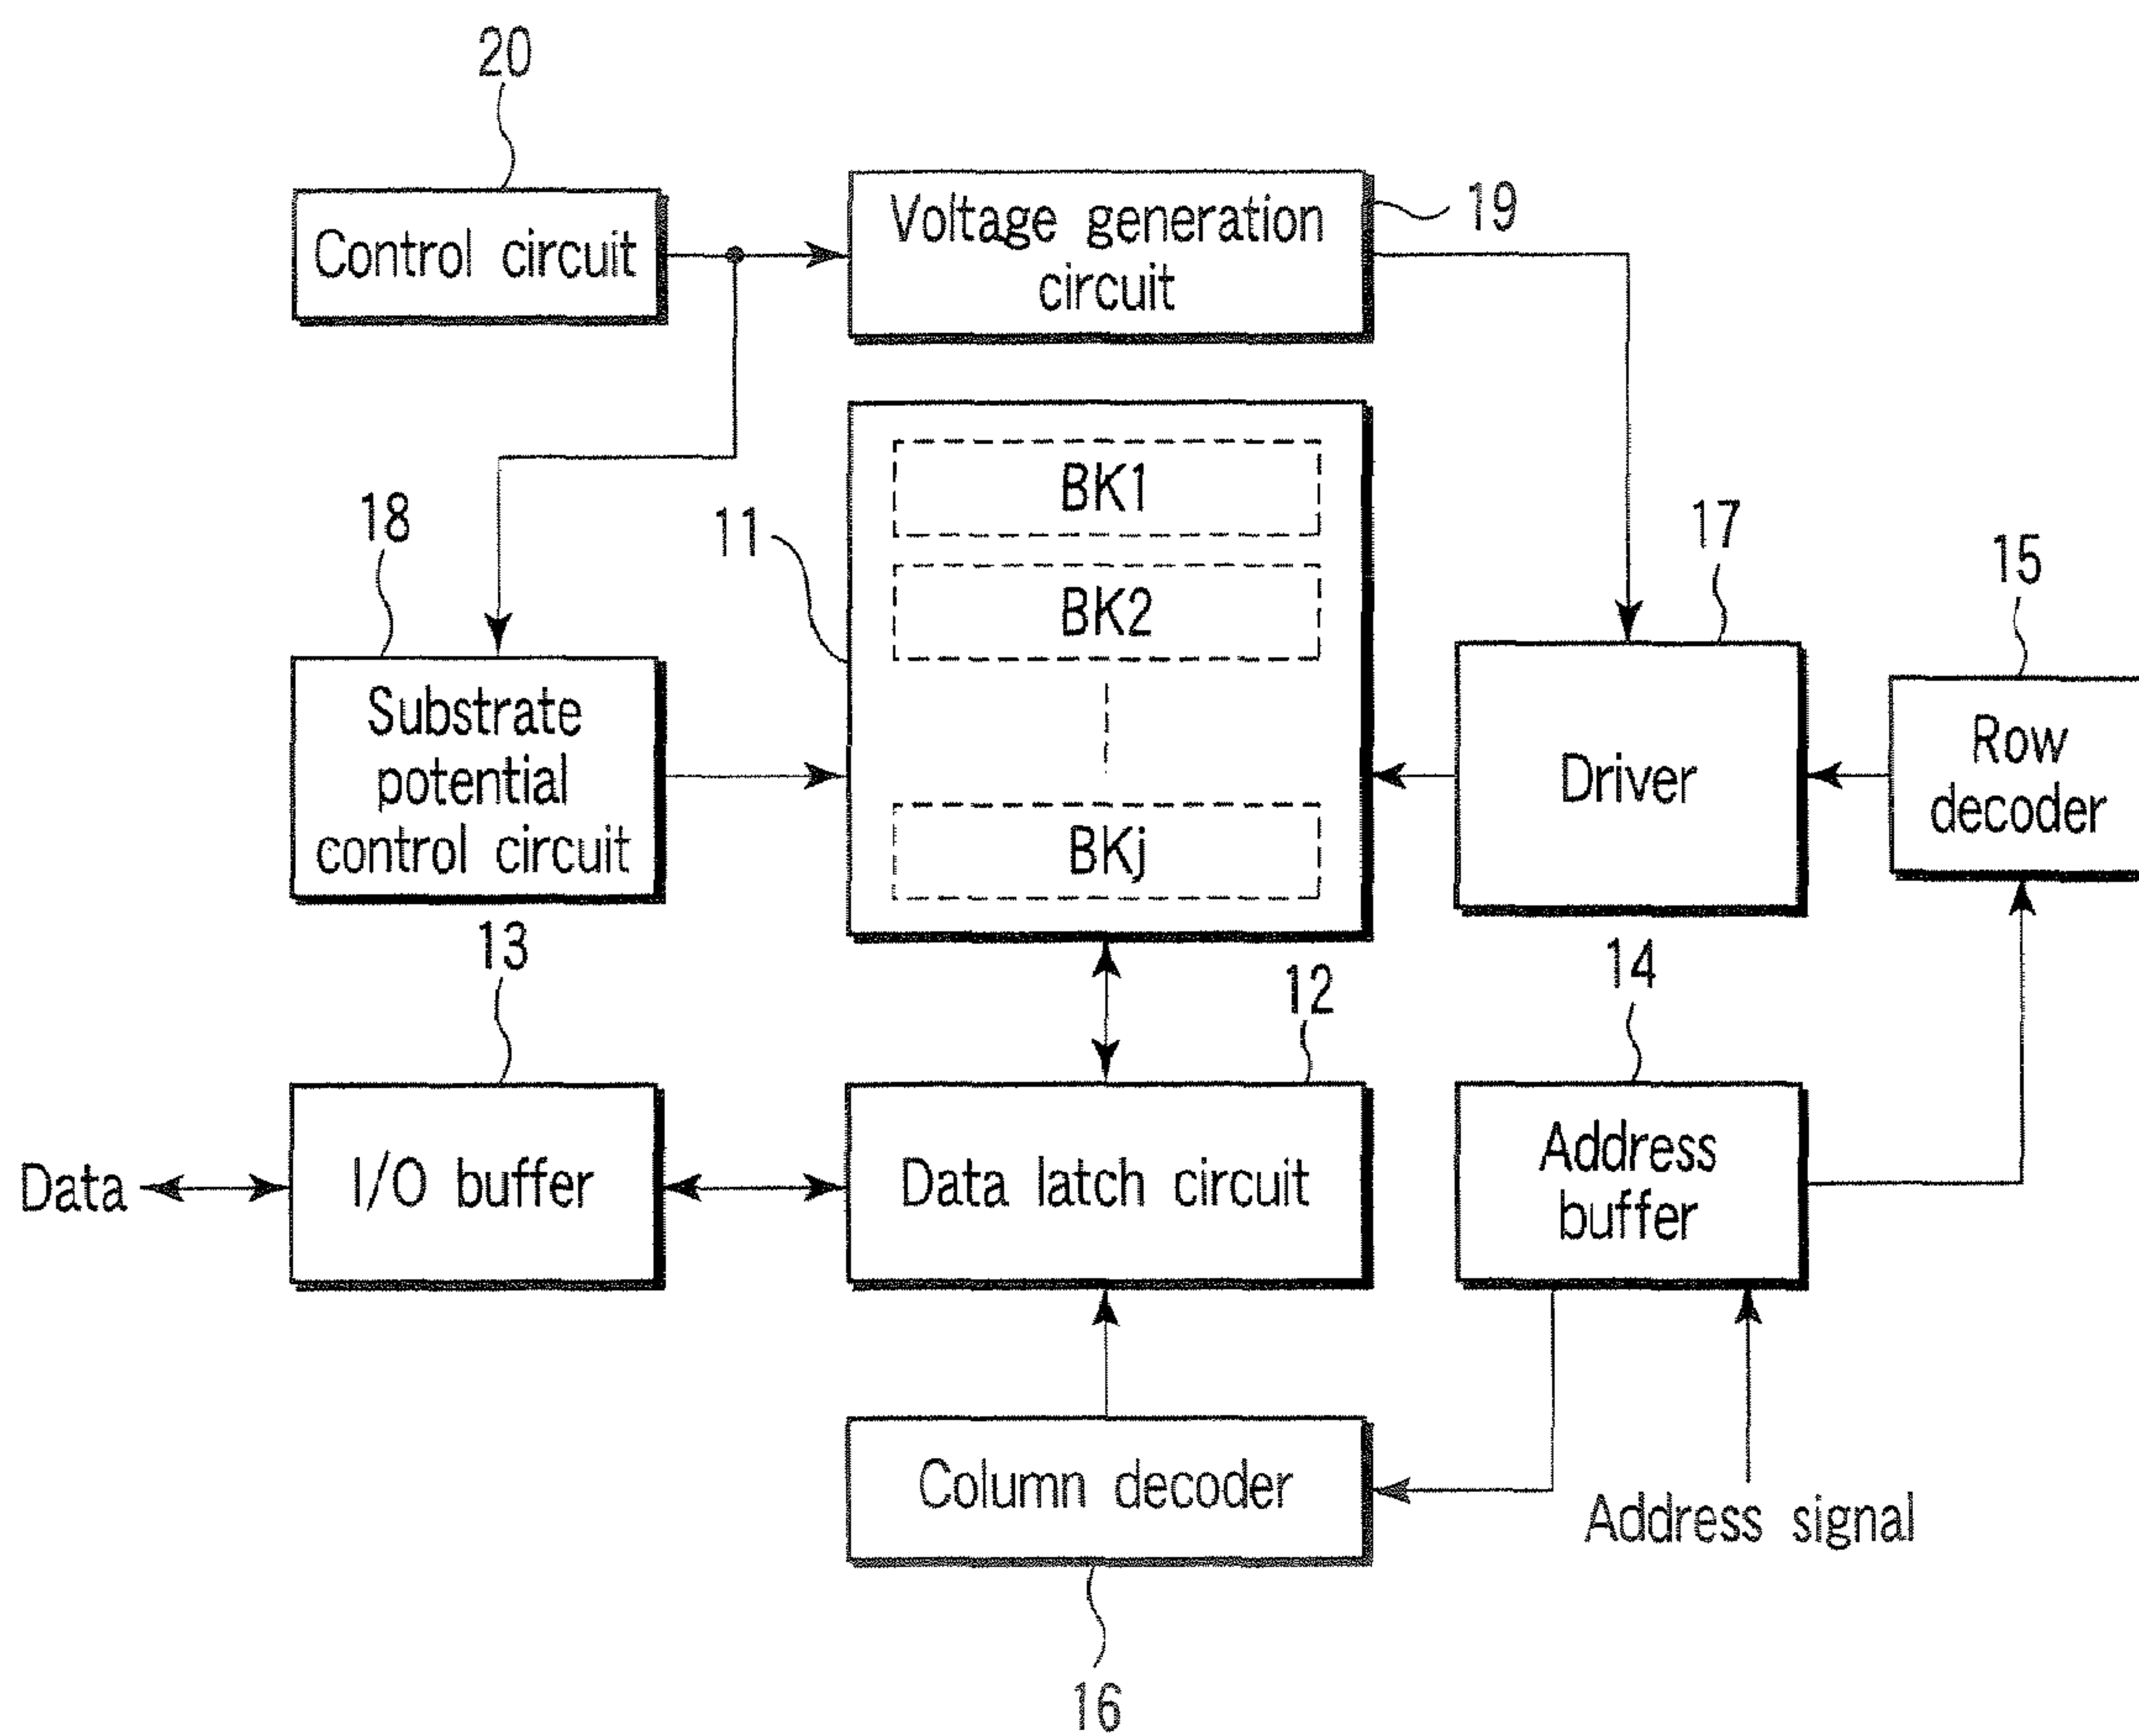 20
Control circuit
Voltage generation
circuit
19
BK1
BK2
BKj
11
18
Substrate
potential
control circuit
17
Driver
15
Row
decoder
13
I/O buffer
Data
12
Data latch circuit
14
Address
buffer
Column decoder
16
Address signal